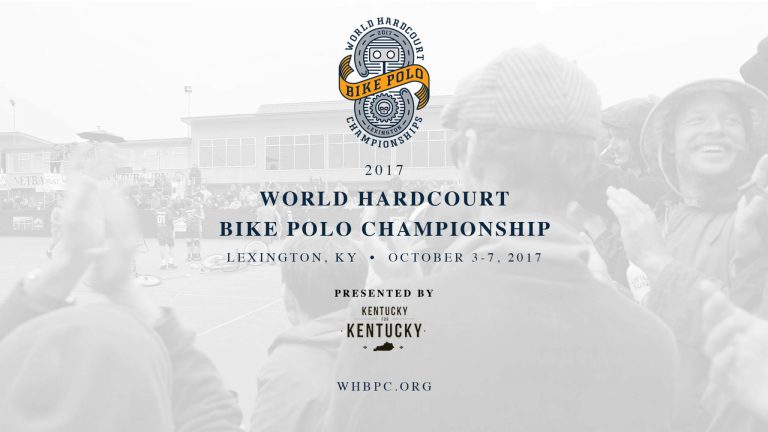 WORLD HARDCOURT
2017
BIKE POLO
LEXINGTON
CHAMPIONSHIPS
2017
WORLD HARDCOURT
BIKE POLO CHAMPIONSHIP
LEXINGTON, KY • OCTOBER 3-7, 2017
PRESENTED BY
KENTUCKY
FOR
KENTUCKY
WHBPC.ORG